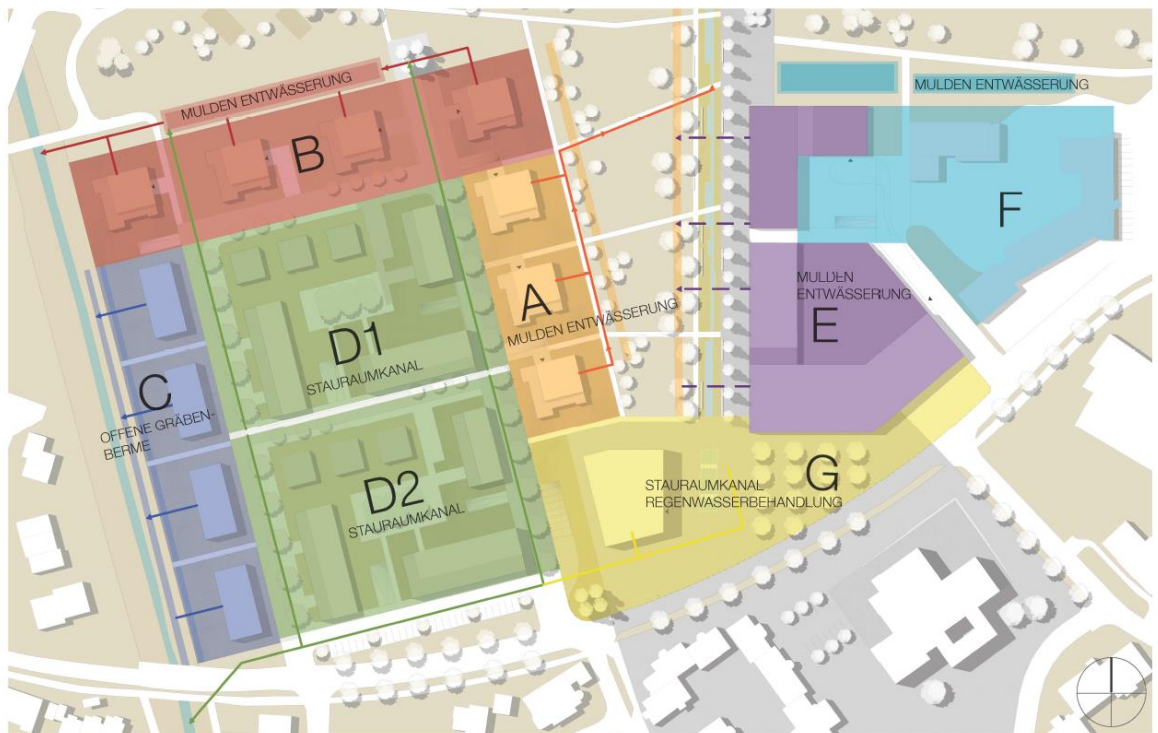 MULDEN ENTWÄSSERUNG
MULDEN ENTWÄSSERUNG
B
F
A
MULDEN ENTWÄSSERUNG
MULDEN
ENTWÄSSERUNG
E
D1
STAURAUMKANAL
C
OFFENE GRÄBEN-
BERME
D2
STAURAUMKANAL
G
STAURAUMKANAL
REGENWASSERBEHANDLUNG